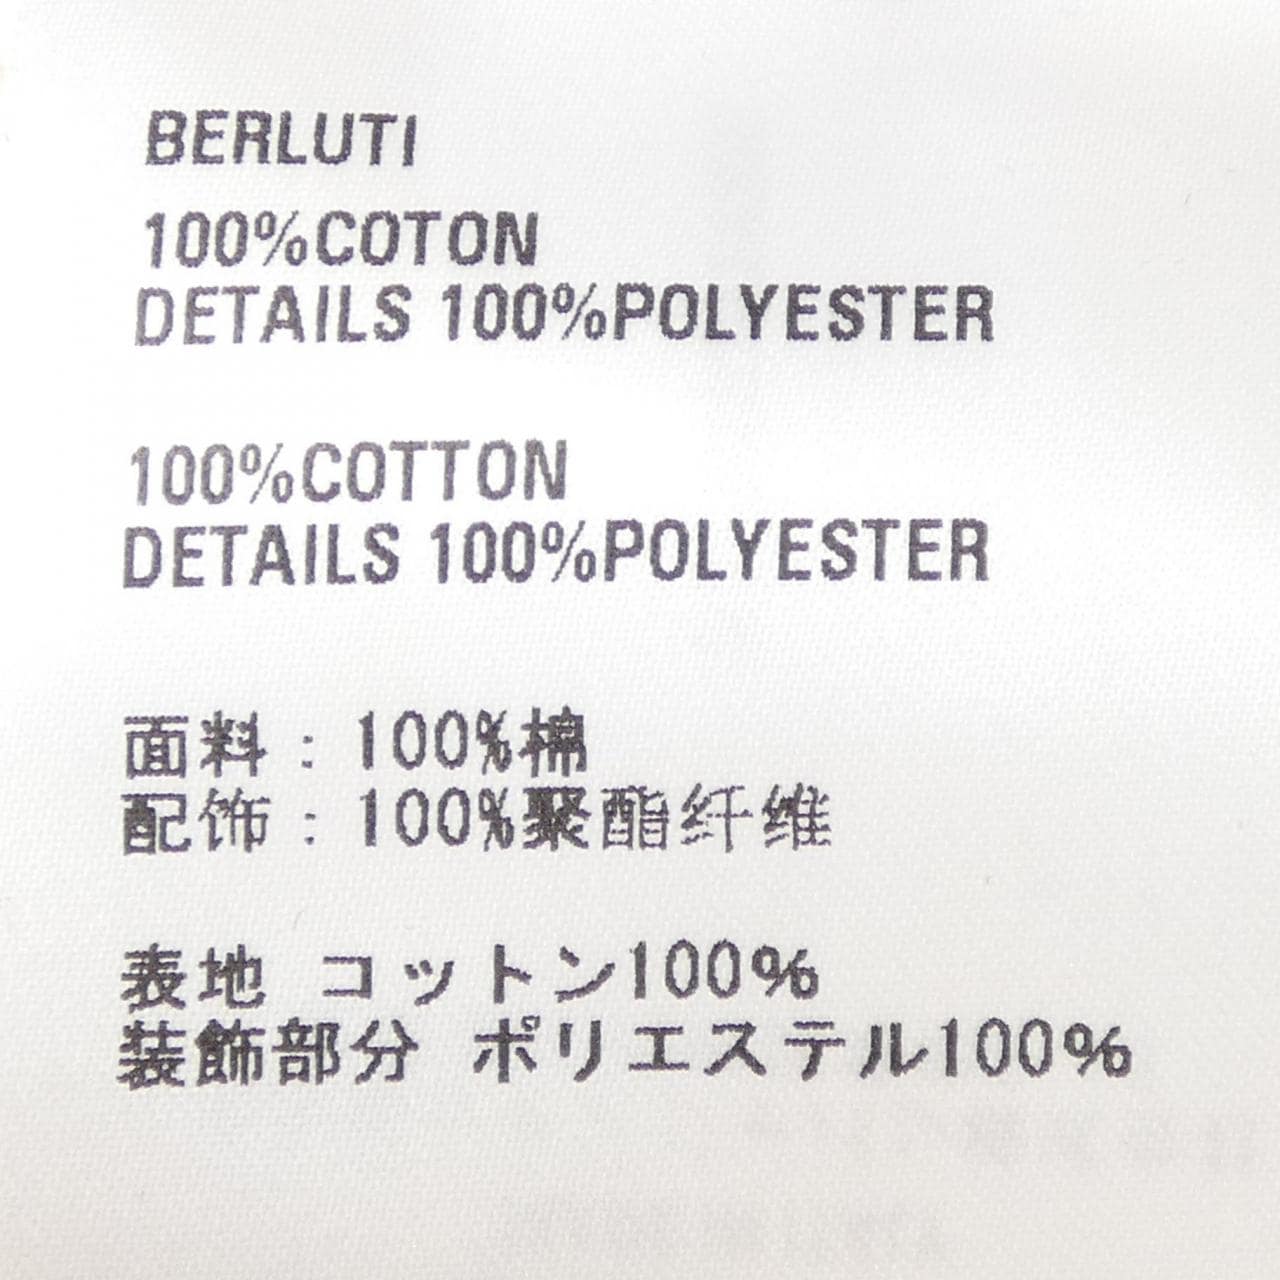 BERLUTI
100%COTON
DETAILS 100%POLYESTER
100%COTTON
DETAILS 100%POLYESTER
面料：100%棉
配饰：100%聚酯纤维
表地 コットン100%
装飾部分 ポリエステル100%